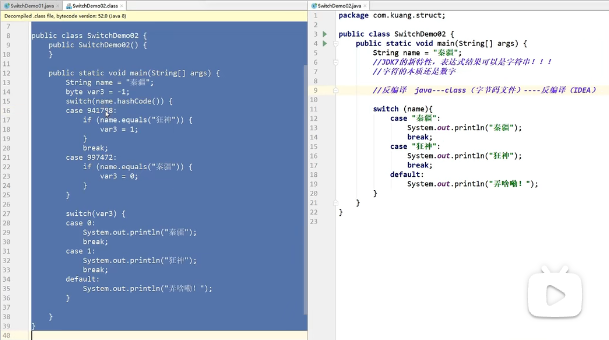 SwitchDemo01.java
SwitchDemo02.class
Decompiled .class file, bytecode version: 52.0 (Java 8)
7
8 public class SwitchDemo02 {
9 public SwitchDemo02() {
10 }
11
12 public static void main(String[] args) {
13 String name = "秦疆";
14 byte var3 = -1;
15 switch(name.hashCode()) {
16 case 941798:
17 if (name.equals("狂神")) {
18 var3 = 1;
19 }
20 break;
21 case 997472:
22 if (name.equals("秦疆")) {
23 var3 = 0;
24 }
25 }
26
27 switch(var3) {
28 case 0:
29 System.out.println("秦疆");
30 break;
31 case 1:
32 System.out.println("狂神");
33 break;
34 default:
35 System.out.println("弄啥嘞!");
36 }
37
38 }
39 }
40
SwitchDemo02.java
1 package com.kuang.struct;
2
3 public class SwitchDemo02 {
4 public static void main(String[] args) {
5 String name = "秦疆";
6 //JDK7的新特性,表达式结果可以是字符串!!!
7 //字符的本质还是数字
8
9 //反编译 java---class(字节码文件)----反编译(IDEA)
10
11 switch (name){
12 case "秦疆":
13 System.out.println("秦疆");
14 break;
15 case "狂神":
16 System.out.println("狂神");
17 break;
18 default:
19 System.out.println("弄啥嘞!");
20 }
21 }
22 }
23